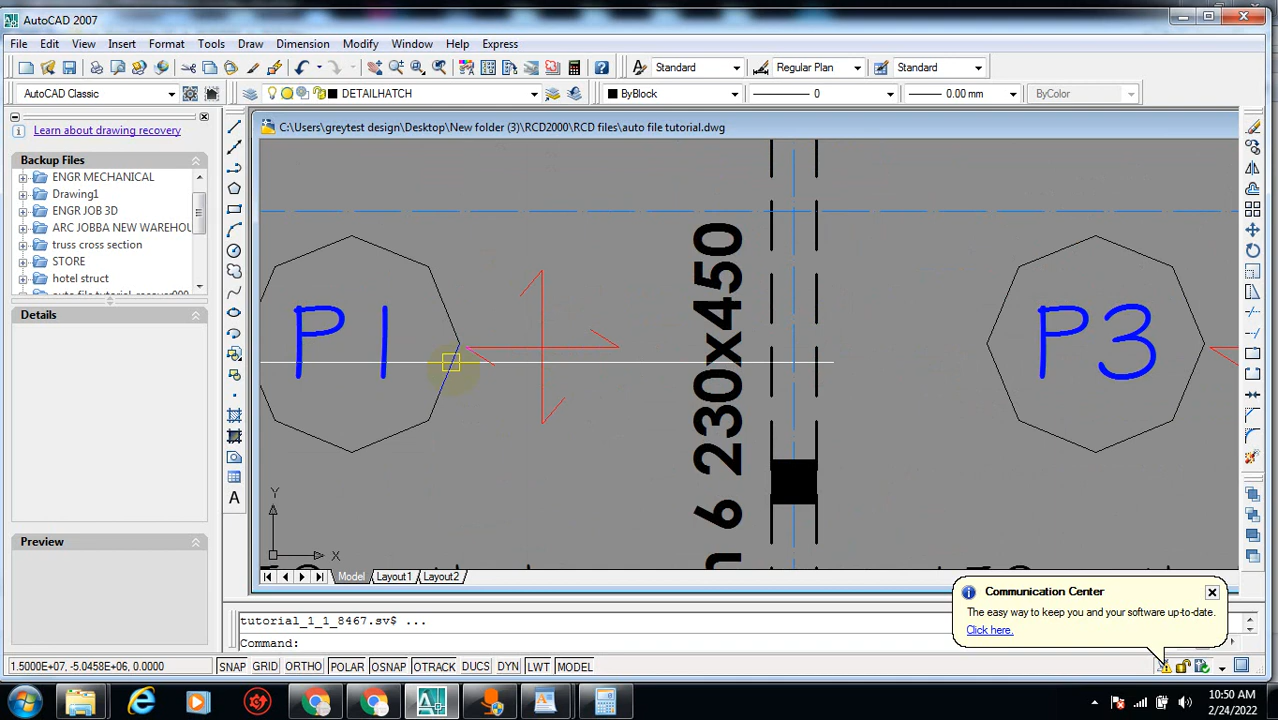 AutoCAD 2007
File Edit View Insert Format Tools Draw Dimension Modify Window Help Express
Standard Regular Plan Standard
AutoCAD Classic DETAILHATCH ByBlock 0 0.00 mm ByColor
Learn about drawing recovery
C:\Users\greytest design\Desktop\New folder (3)\RCD2000\RCD files\auto file tutorial.dwg
Backup Files
ENGR MECHANICAL
Drawing1
ENGR JOB 3D
ARC JOBBA NEW WAREHOU
truss cross section
STORE
hotel struct
Details
Preview
P1
6 230x450
P3
Y
X
Model Layout1 Layout2
Communication Center
The easy way to keep you and your software up-to-date.
Click here.
tutorial_1_1_8467.sv$ ...
Command:
1.5000E+07, -5.0458E+06, 0.0000 SNAP GRID ORTHO POLAR OSNAP OTRACK DUCS DYN LWT MODEL
10:50 AM
2/24/2022